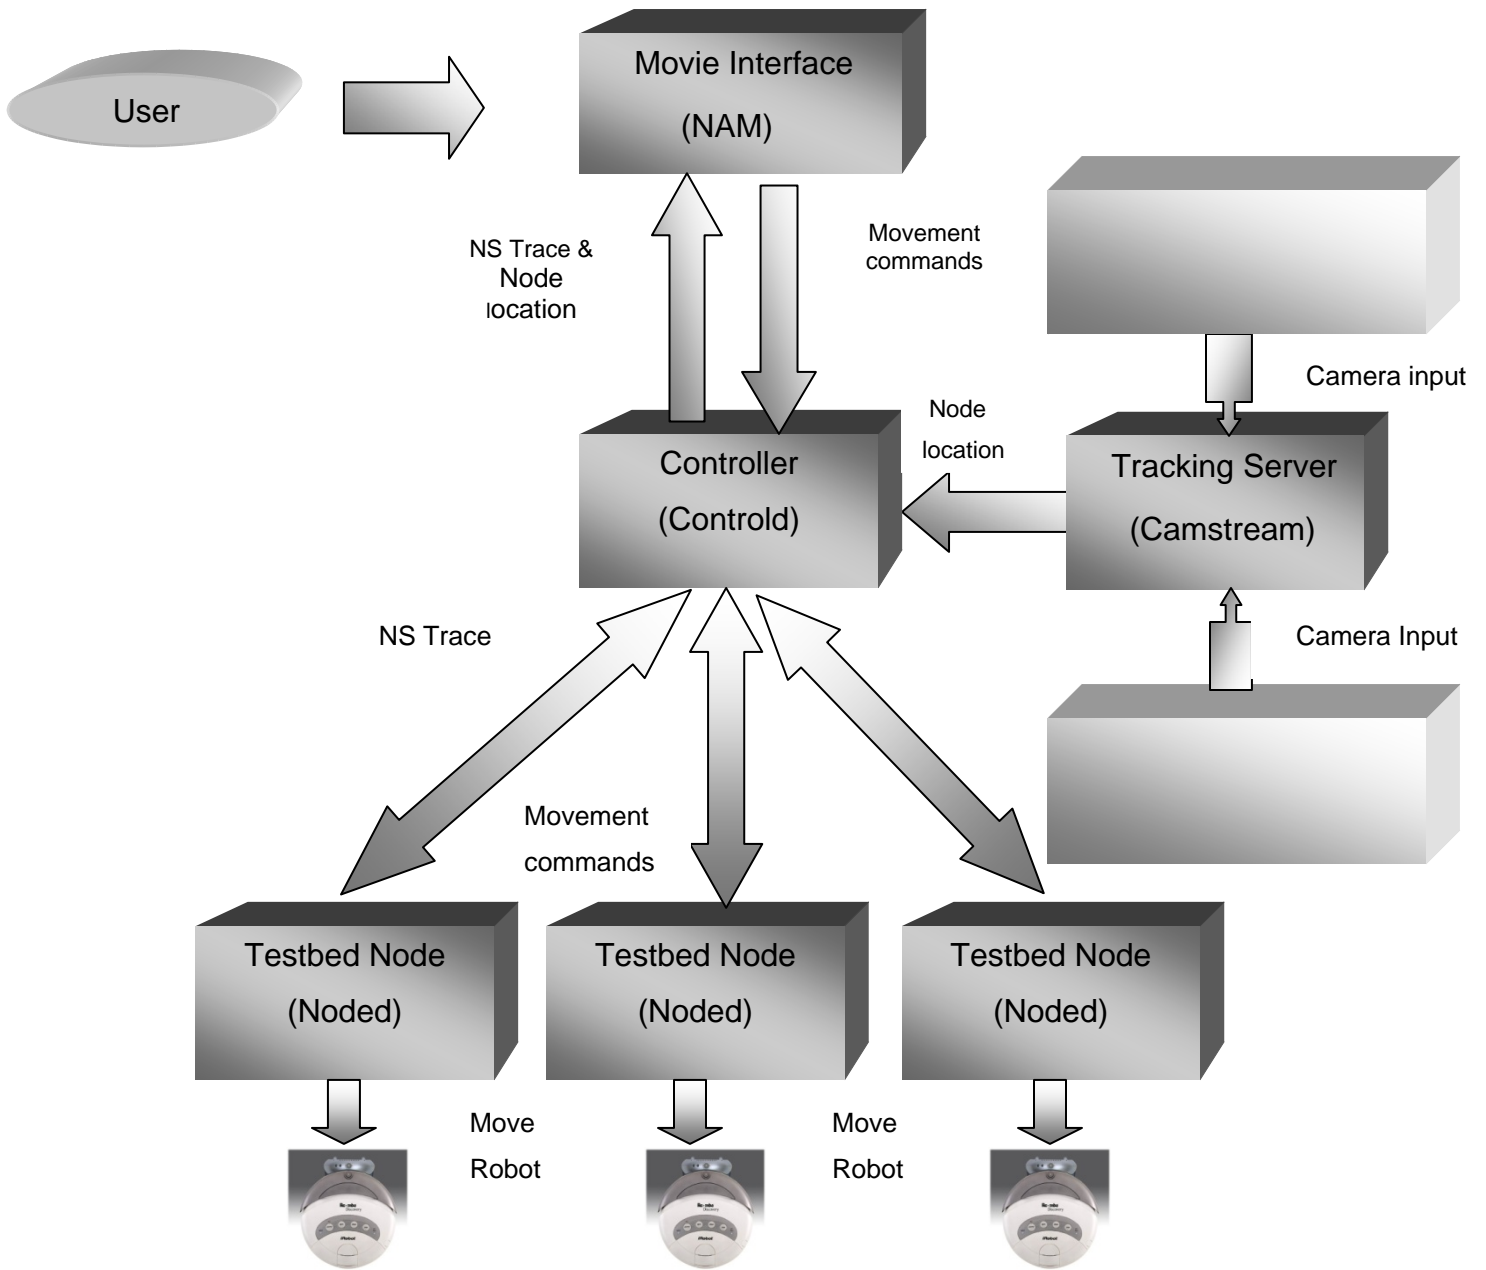 Movie Interface
(NAM)
User
NS Trace &
Node
location
Movement
commands
Camera input
Node
location
Controller
(Controld)
Tracking Server
(Camstream)
NS Trace
Camera Input
Movement
commands
Testbed Node
(Noded)
Testbed Node
(Noded)
Testbed Node
(Noded)
Move
Robot
Move
Robot